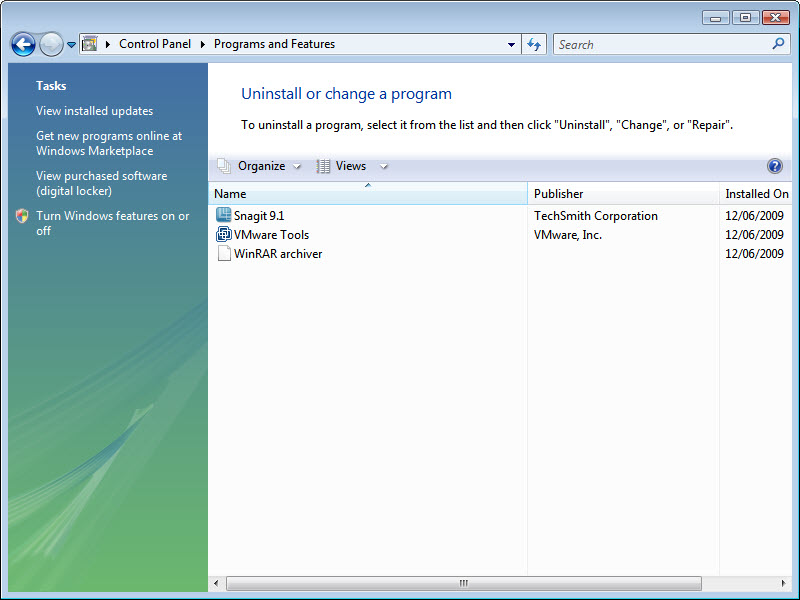 Control Panel Programs and Features Search
Tasks
View installed updates
Get new programs online at
Windows Marketplace
View purchased software
(digital locker)
Turn Windows features on or
off
Uninstall or change a program
To uninstall a program, select it from the list and then click "Uninstall", "Change", or "Repair".
Organize Views ?
Name Publisher Installed On
Snagit 9.1 TechSmith Corporation 12/06/2009
VMware Tools VMware, Inc. 12/06/2009
WinRAR archiver 12/06/2009